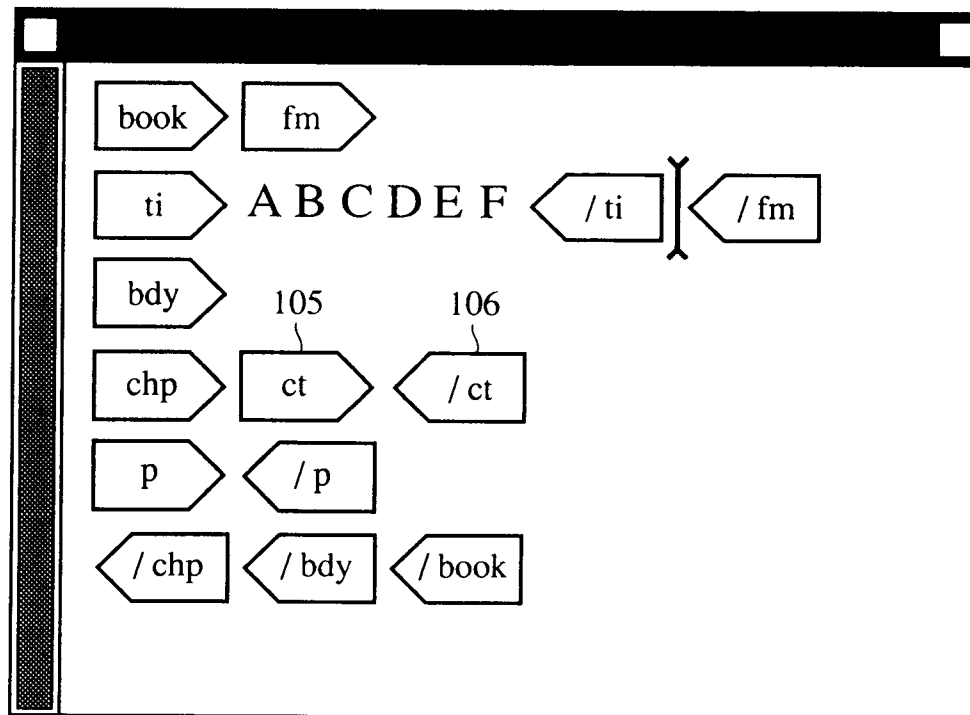 book fm
ti A B C D E F / ti / fm
bdy
105 106
chp ct / ct
p / p
/ chp / bdy / book